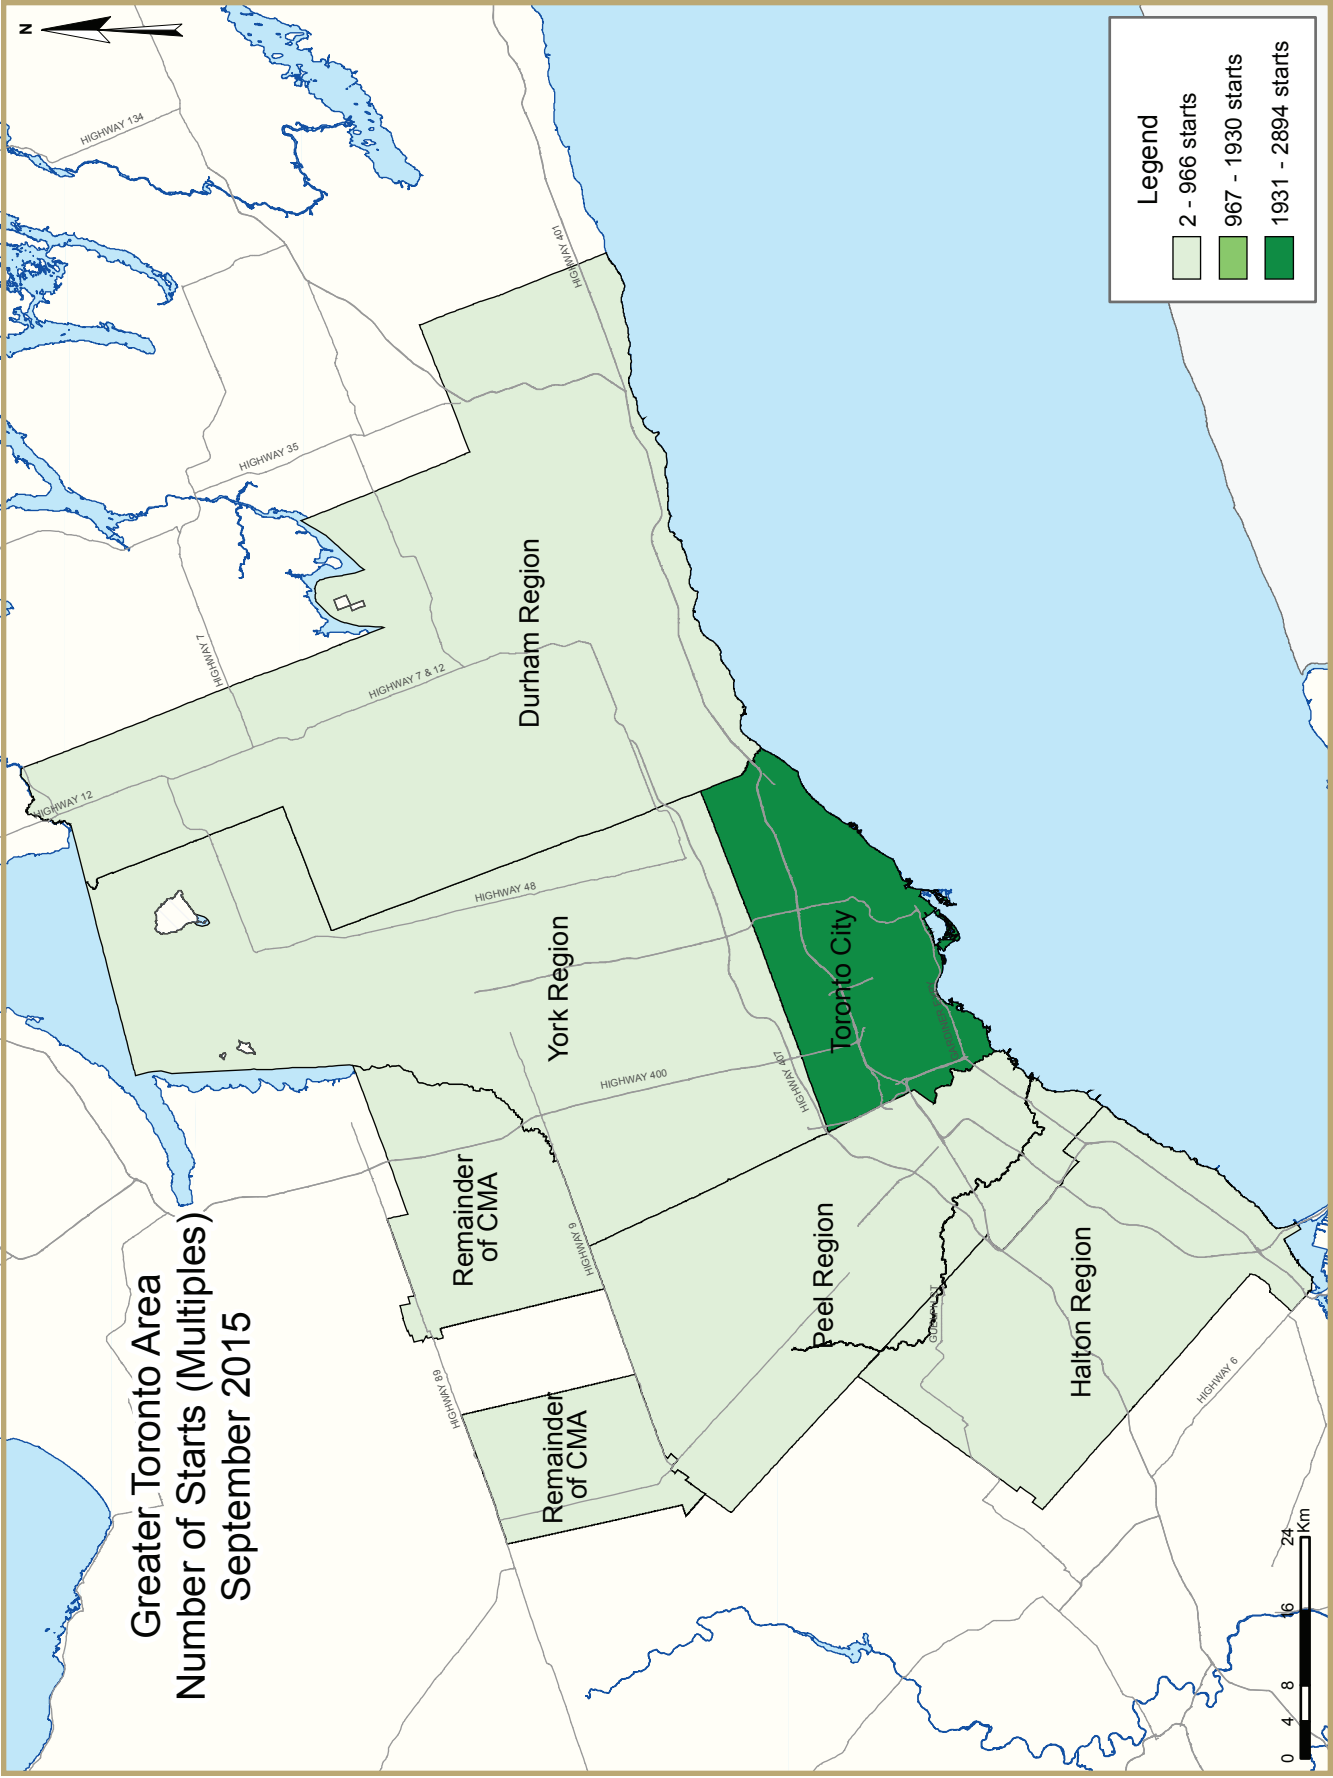 Greater Toronto Area
Number of Starts (Multiples)
September 2015
N
HIGHWAY 134
HIGHWAY 35
HIGHWAY 401
HIGHWAY 7
HIGHWAY 7 & 12
HIGHWAY 12
Durham Region
HIGHWAY 48
York Region
HIGHWAY 400
HIGHWAY 407
Toronto City
Remainder
of CMA
HIGHWAY 9
HIGHWAY 89
Remainder
of CMA
Peel Region
Halton Region
HIGHWAY 6
Legend
2 - 966 starts
967 - 1930 starts
1931 - 2894 starts
0 4 8 16 24
Km